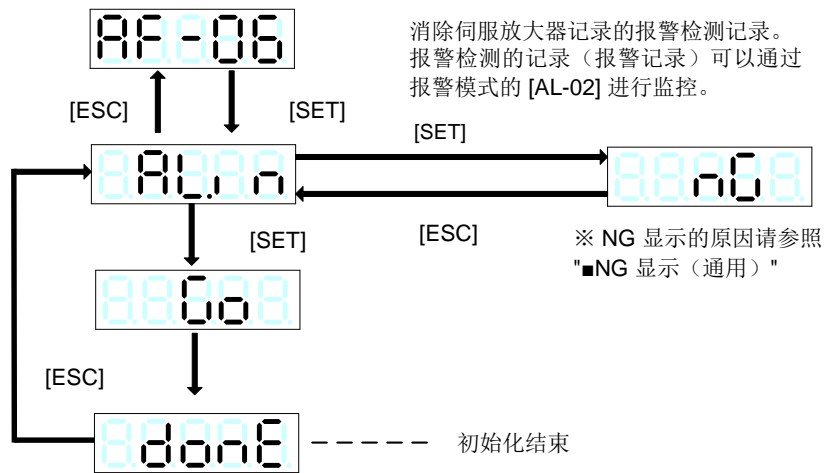 AF-06
消除伺服放大器记录的报警检测记录。
报警检测的记录（报警记录）可以通过
报警模式的 [AL-02] 进行监控。
[ESC]
[SET]
[SET]
AL.i n
nG
[SET]
[ESC]
※ NG 显示的原因请参照
"■NG 显示（通用）"
Go
[ESC]
donE
初始化结束